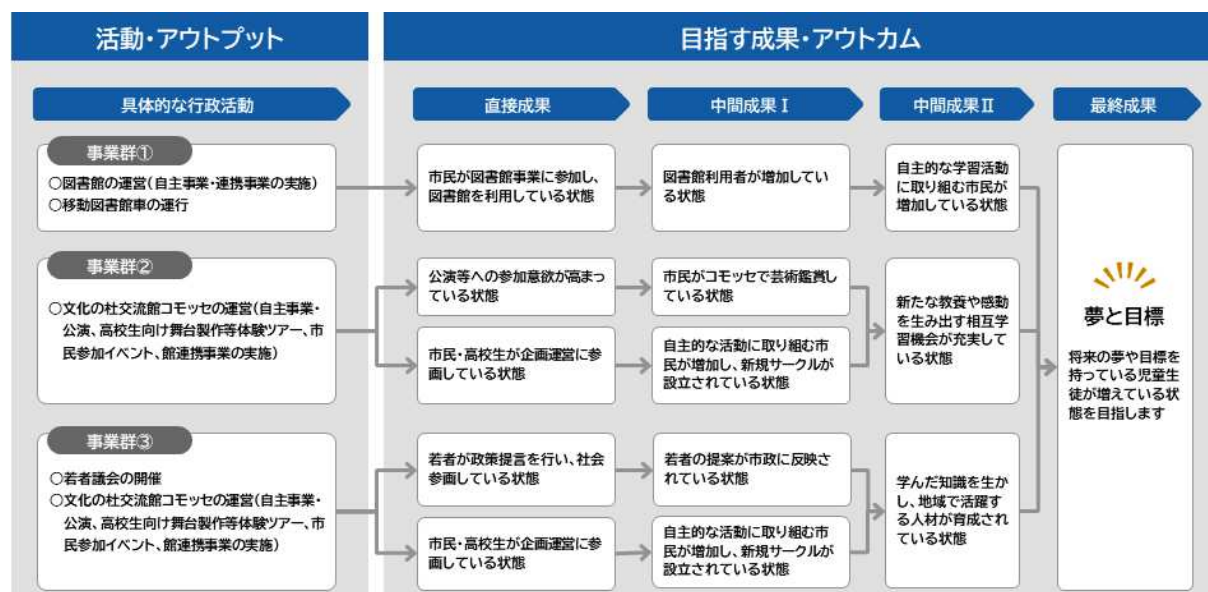 活動・アウトプット
目指す成果・アウトカム
具体的な行政活動
直接成果
中間成果Ⅰ
中間成果Ⅱ
最終成果
事業群①
○図書館の運営(自主事業・連携事業の実施)
○移動図書館車の運行
市民が図書館事業に参加し、
図書館を利用している状態
図書館利用者が増加してい
る状態
自主的な学習活動
に取り組む市民が
増加している状態
事業群②
○文化の杜交流館コモッセの運営(自主事業・
公演、高校生向け舞台製作等体験ツアー、市
民参加イベント、館連携事業の実施)
公演等への参加意欲が高まっ
ている状態
市民がコモッセで芸術鑑賞し
ている状態
市民・高校生が企画運営に参
画している状態
自主的な活動に取り組む市
民が増加し、新規サークルが
設立されている状態
新たな教養や感動
を生み出す相互学
習機会が充実して
いる状態
事業群③
○若者議会の開催
○文化の杜交流館コモッセの運営(自主事業・
公演、高校生向け舞台製作等体験ツアー、市
民参加イベント、館連携事業の実施)
若者が政策提言を行い、社会
参画している状態
若者の提案が市政に反映さ
れている状態
市民・高校生が企画運営に参
画している状態
自主的な活動に取り組む市
民が増加し、新規サークルが
設立されている状態
学んだ知識を生か
し、地域で活躍す
る人材が育成され
ている状態
夢と目標
将来の夢や目標を
持っている児童生
徒が増えている状
態を目指します